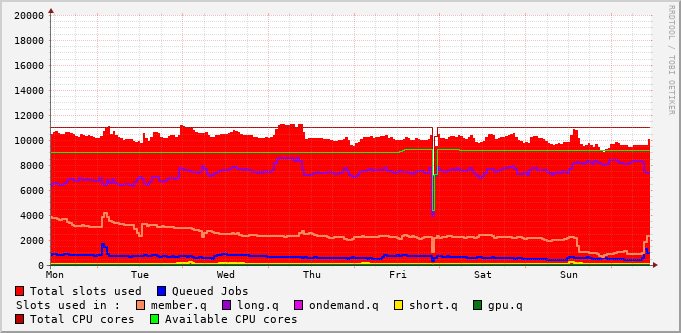 20000
18000
16000
14000
12000
10000
8000
6000
4000
2000
0
Mon Tue Wed Thu Fri Sat Sun
Total slots used Queued Jobs
Slots used in : member.q long.q ondemand.q short.q gpu.q
Total CPU cores Available CPU cores
RRDTOOL / TOBI OETIKER